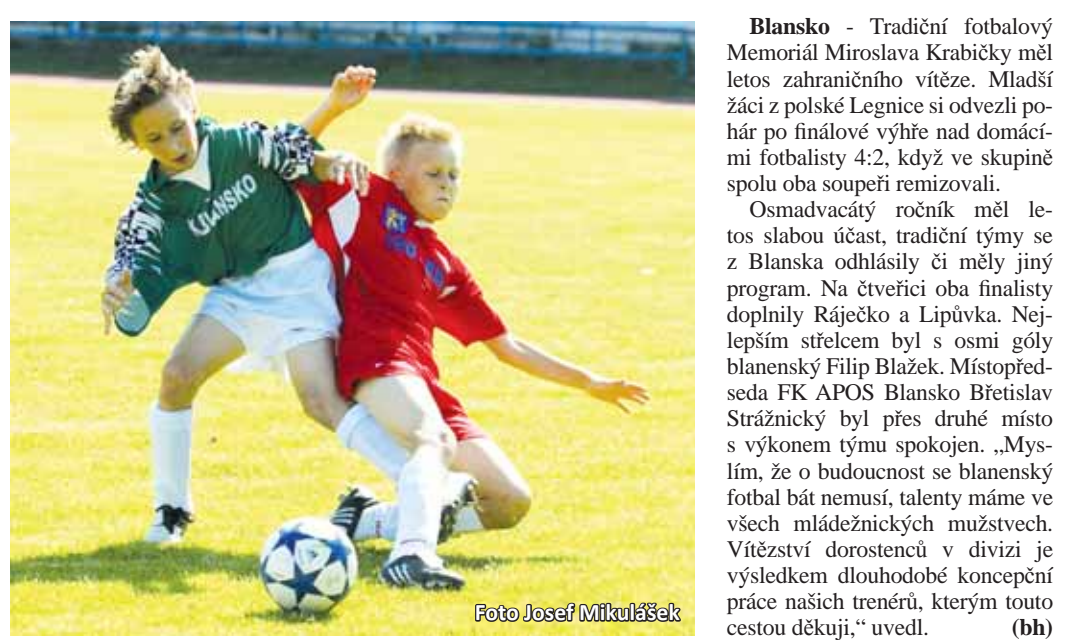 BLANSKO
Foto Josef Mikulášek
Blansko - Tradiční fotbalový
Memoriál Miroslava Krabičky měl
letos zahraničního vítěze. Mladší
žáci z polské Legnice si odvezli po-
hár po finálové výhře nad domácí-
mi fotbalisty 4:2, když ve skupině
spolu oba soupeři remizovali.
Osmadvacátý ročník měl le-
tos slabou účast, tradiční týmy se
z Blanska odhlásily či měly jiný
program. Na čtveřici oba finalisty
doplnily Ráječko a Lipůvka. Nej-
lepším střelcem byl s osmi góly
blanenský Filip Blažek. Místopřed-
seda FK APOS Blansko Břetislav
Strážnický byl přes druhé místo
s výkonem týmu spokojen. „Mys-
lím, že o budoucnost se blanenský
fotbal bát nemusí, talenty máme ve
všech mládežnických mužstvech.
Vítězství dorostenců v divizi je
výsledkem dlouhodobé koncepční
práce našich trenérů, kterým touto
cestou děkuji,“ uvedl. (bh)